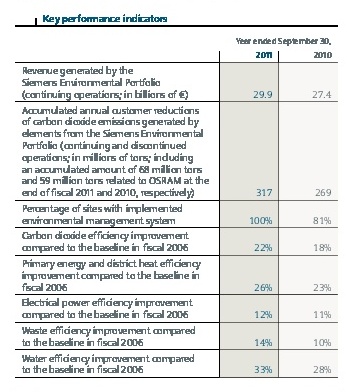 Key performance indicators
Year ended September 30,
2011 2010
Revenue generated by the
Siemens Environmental Portfolio
(continuing operations; in billions of €) 29.9 27.4
Accumulated annual customer reductions
of carbon dioxide emissions generated by
elements from the Siemens Environmental
Portfolio (continuing and discontinued
operations; in millions of tons; including
an accumulated amount of 68 million tons
and 59 million tons related to OSRAM at the
end of fiscal 2011 and 2010, respectively) 317 269
Percentage of sites with implemented
environmental management system 100% 81%
Carbon dioxide efficiency improvement
compared to the baseline in fiscal 2006 22% 18%
Primary energy and district heat efficiency
improvement compared to the baseline in
fiscal 2006 26% 23%
Electrical power efficiency improvement
compared to the baseline in fiscal 2006 12% 11%
Waste efficiency improvement compared
to the baseline in fiscal 2006 14% 10%
Water efficiency improvement compared
to the baseline in fiscal 2006 33% 28%